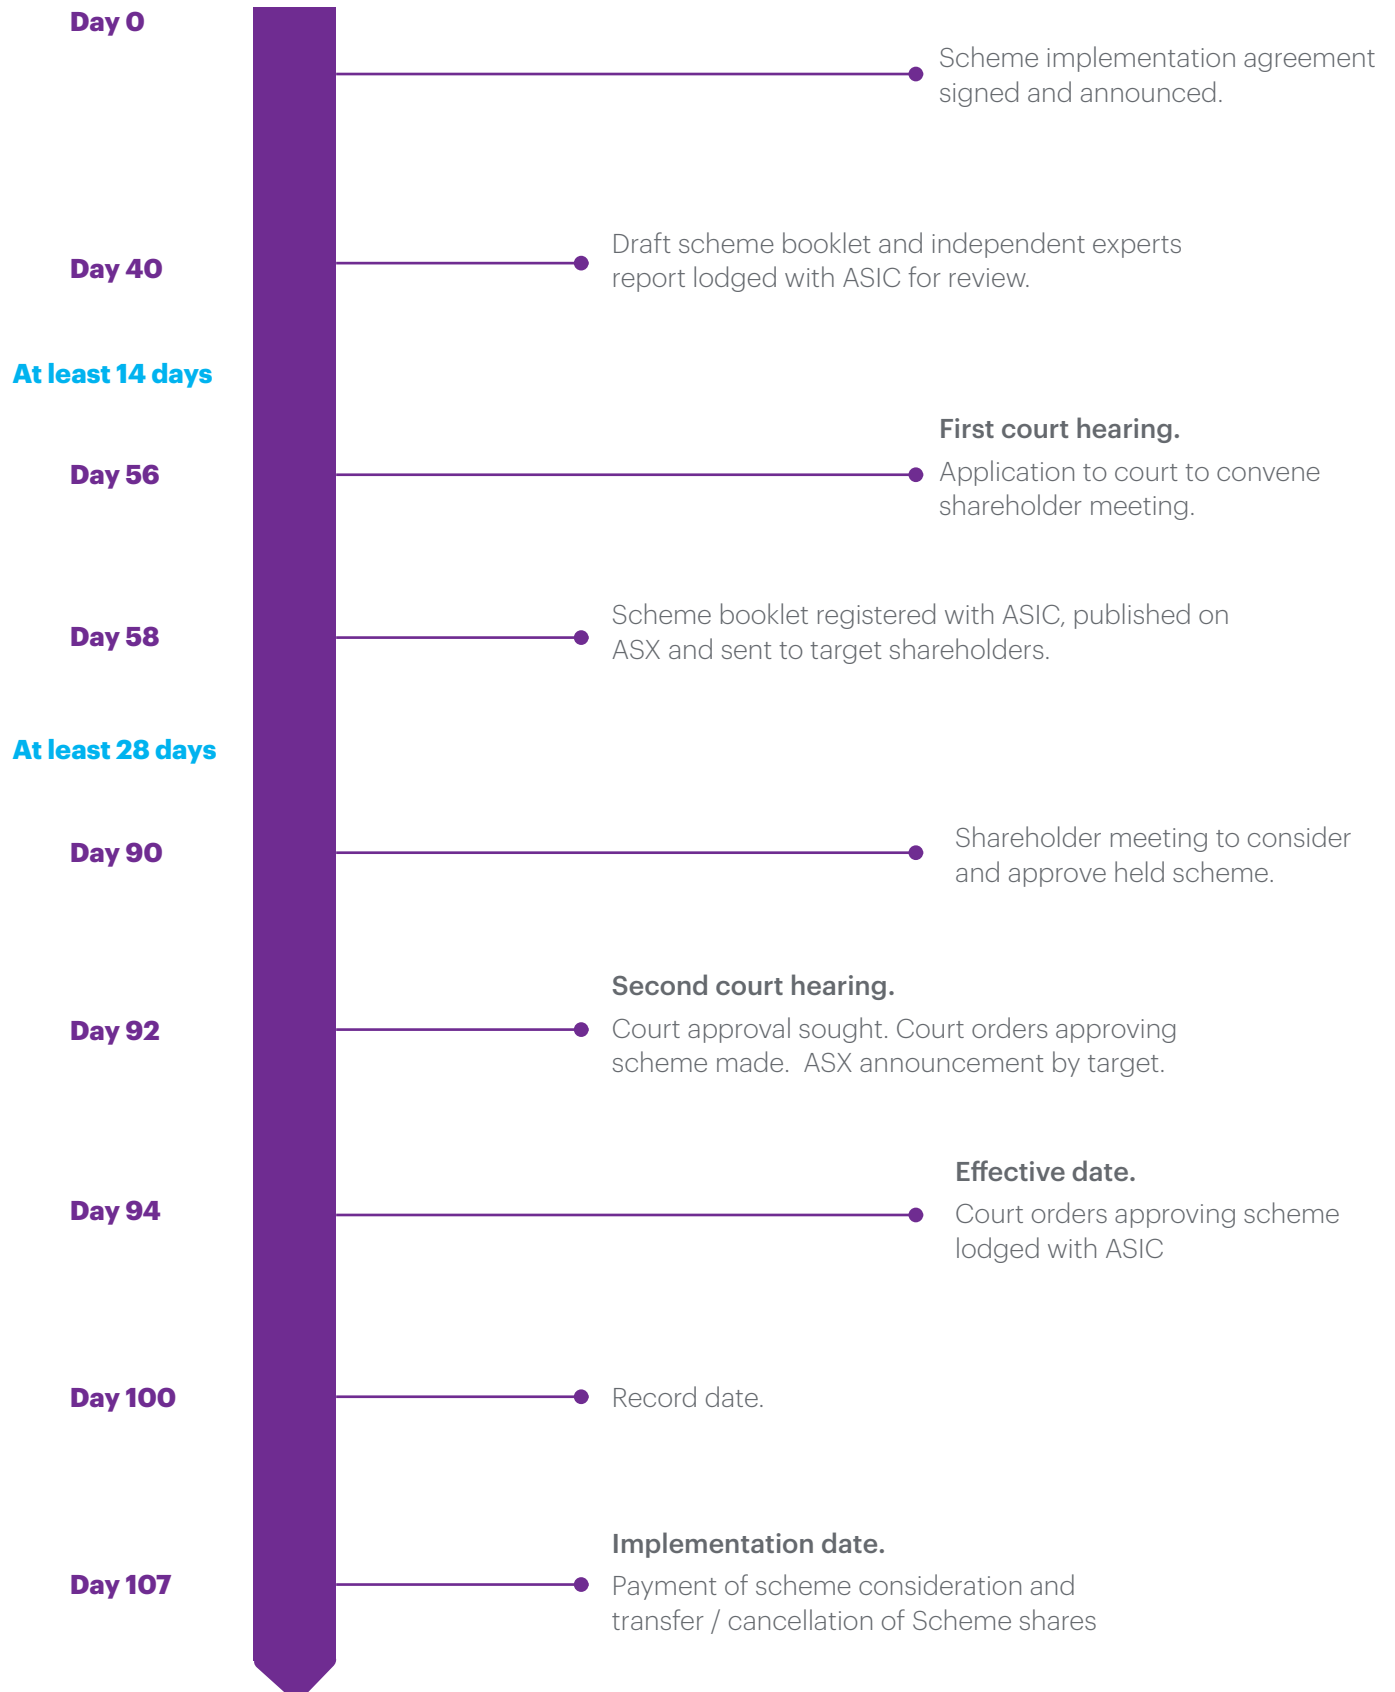 Day 0
Scheme implementation agreement
signed and announced.
Day 40
Draft scheme booklet and independent experts
report lodged with ASIC for review.
At least 14 days
First court hearing.
Day 56
Application to court to convene
shareholder meeting.
Day 58
Scheme booklet registered with ASIC, published on
ASX and sent to target shareholders.
At least 28 days
Day 90
Shareholder meeting to consider
and approve held scheme.
Second court hearing.
Day 92
Court approval sought. Court orders approving
scheme made.  ASX announcement by target.
Effective date.
Day 94
Court orders approving scheme
lodged with ASIC
Day 100
Record date.
Implementation date.
Day 107
Payment of scheme consideration and
transfer / cancellation of Scheme shares